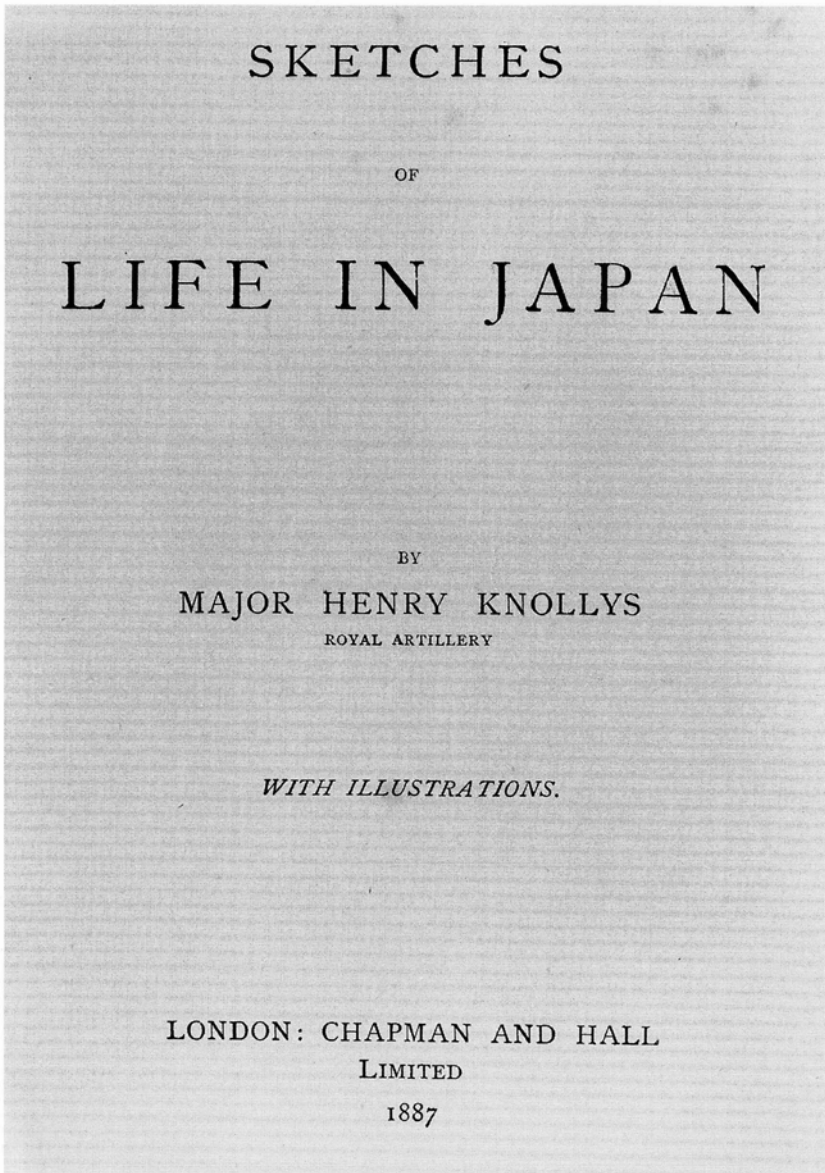 SKETCHES
OF
LIFE IN JAPAN
BY
MAJOR HENRY KNOLLYS
ROYAL ARTILLERY
WITH ILLUSTRATIONS.
LONDON: CHAPMAN AND HALL
LIMITED
1887